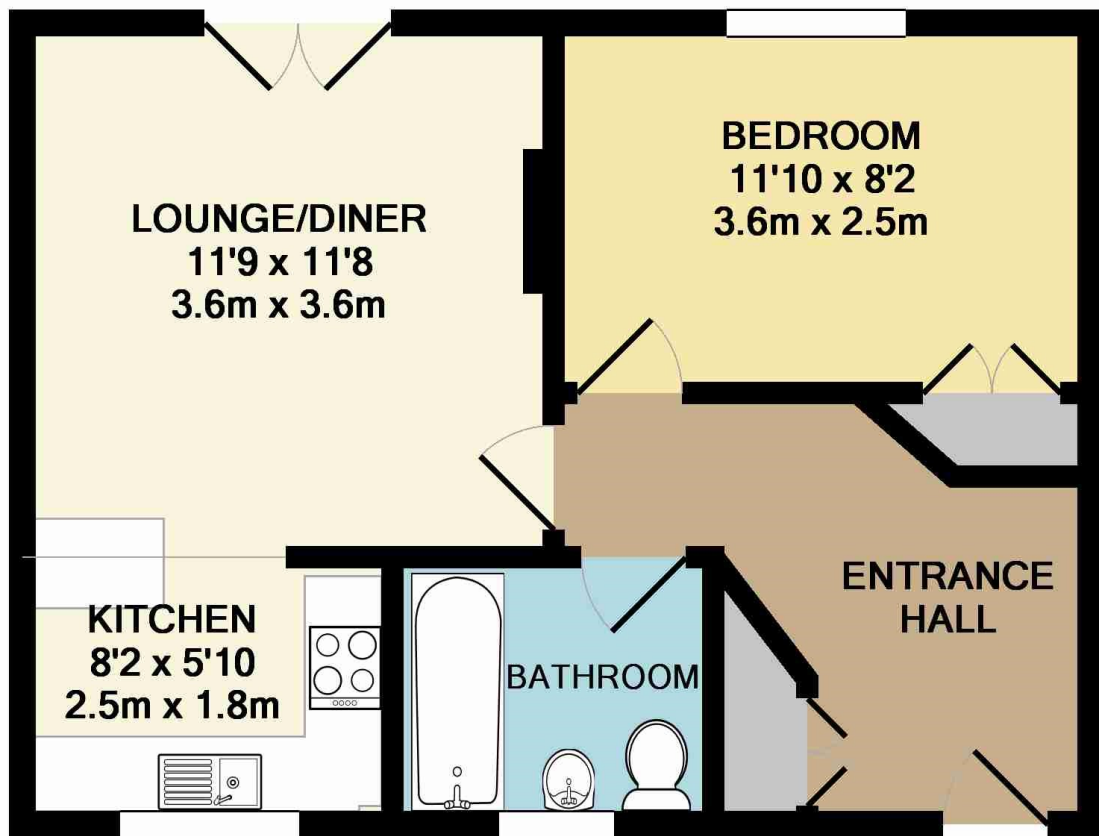 LOUNGE/DINER
11'9 x 11'8
3.6m x 3.6m
BEDROOM
11'10 x 8'2
3.6m x 2.5m
KITCHEN
8'2 x 5'10
2.5m x 1.8m
BATHROOM
ENTRANCE
HALL